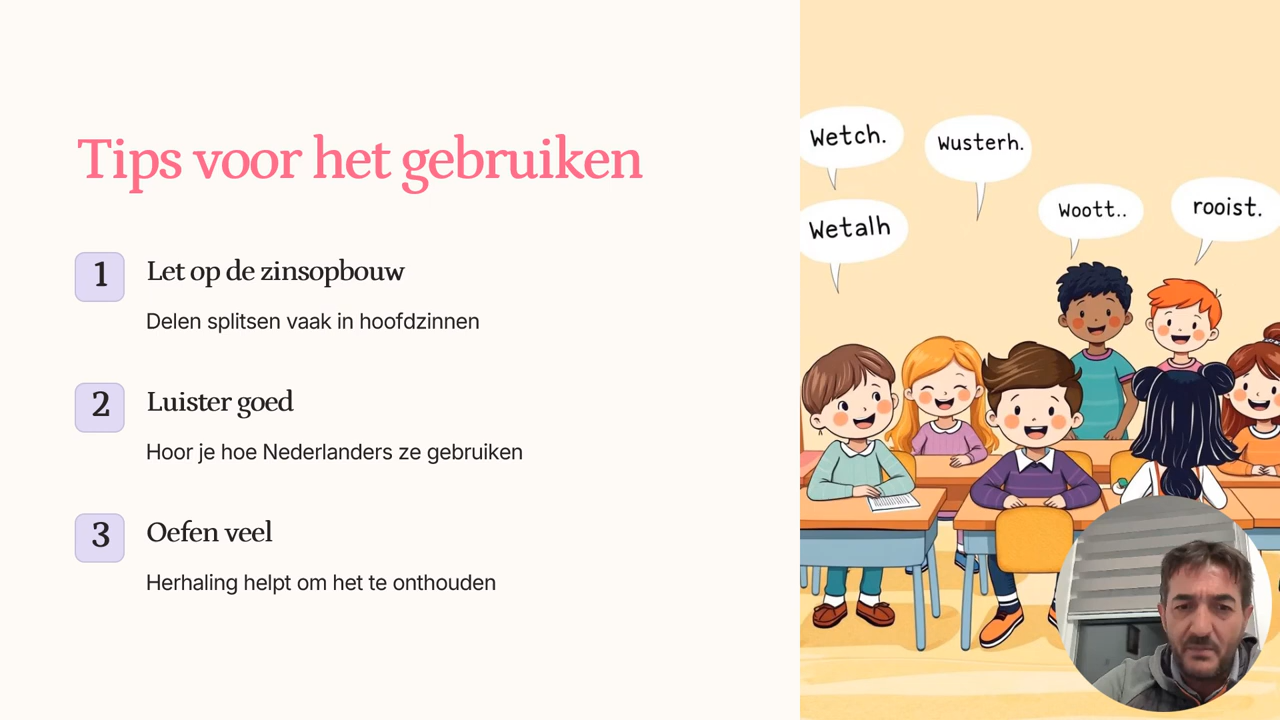 Tips voor het gebruiken
1
Let op de zinsopbouw
Delen splitsen vaak in hoofdzinnen
2
Luister goed
Hoor je hoe Nederlanders ze gebruiken
3
Oefen veel
Herhaling helpt om het te onthouden
Wetch.
Wusterh.
Wetalh
Woott..
rooist.